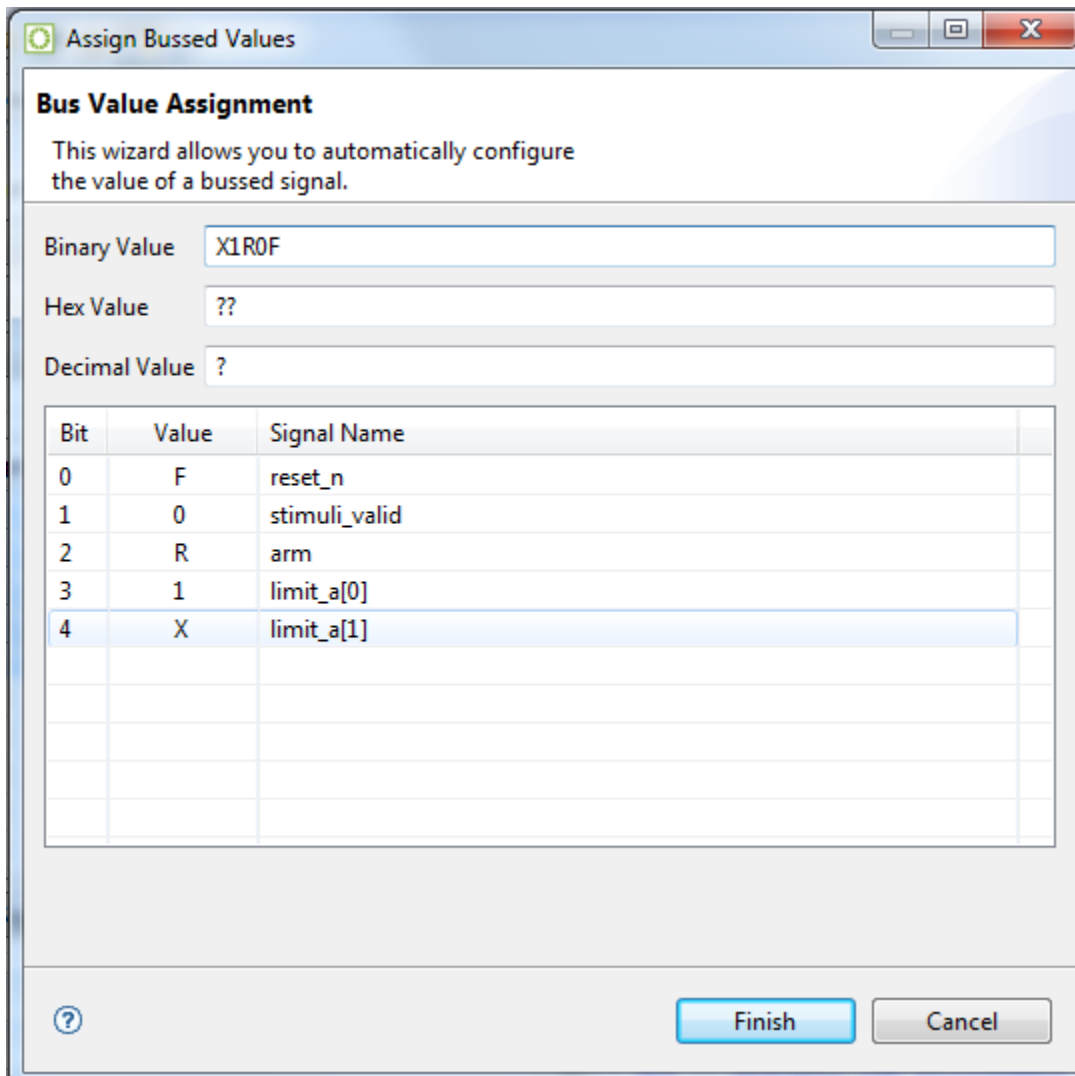 Assign Bussed Values
Bus Value Assignment
This wizard allows you to automatically configure
the value of a bussed signal.
Binary Value X1R0F
Hex Value ??
Decimal Value ?
Bit Value Signal Name
0 F reset_n
1 0 stimuli_valid
2 R arm
3 1 limit_a[0]
4 X limit_a[1]
? Finish Cancel